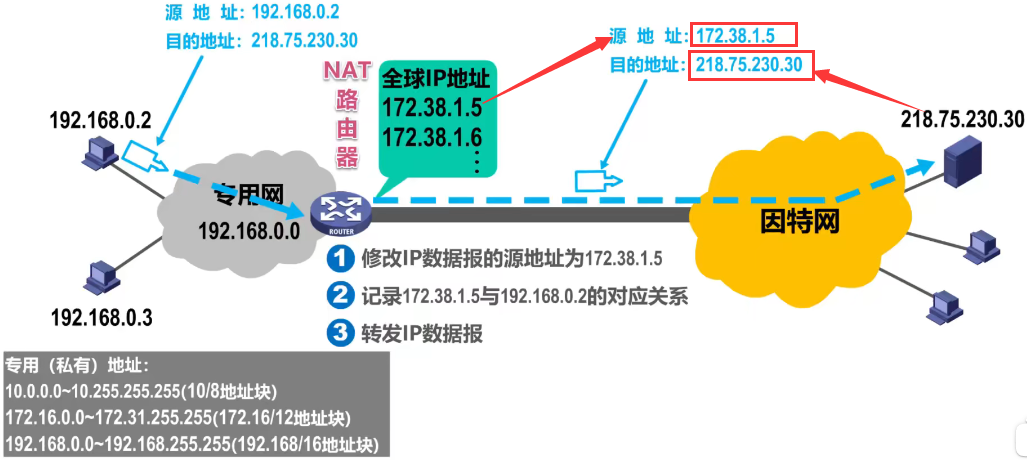 源 地 址：192.168.0.2
目的地址：218.75.230.30
源 地 址：172.38.1.5
目的地址：218.75.230.30
NAT
路
由
器
全球IP地址
172.38.1.5
172.38.1.6
⋮
192.168.0.2
218.75.230.30
专用网
192.168.0.0
ROUTER
因特网
192.168.0.3
1 修改IP数据报的源地址为172.38.1.5
2 记录172.38.1.5与192.168.0.2的对应关系
3 转发IP数据报
专用（私有）地址：
10.0.0.0~10.255.255.255(10/8地址块)
172.16.0.0~172.31.255.255(172.16/12地址块)
192.168.0.0~192.168.255.255(192.168/16地址块)